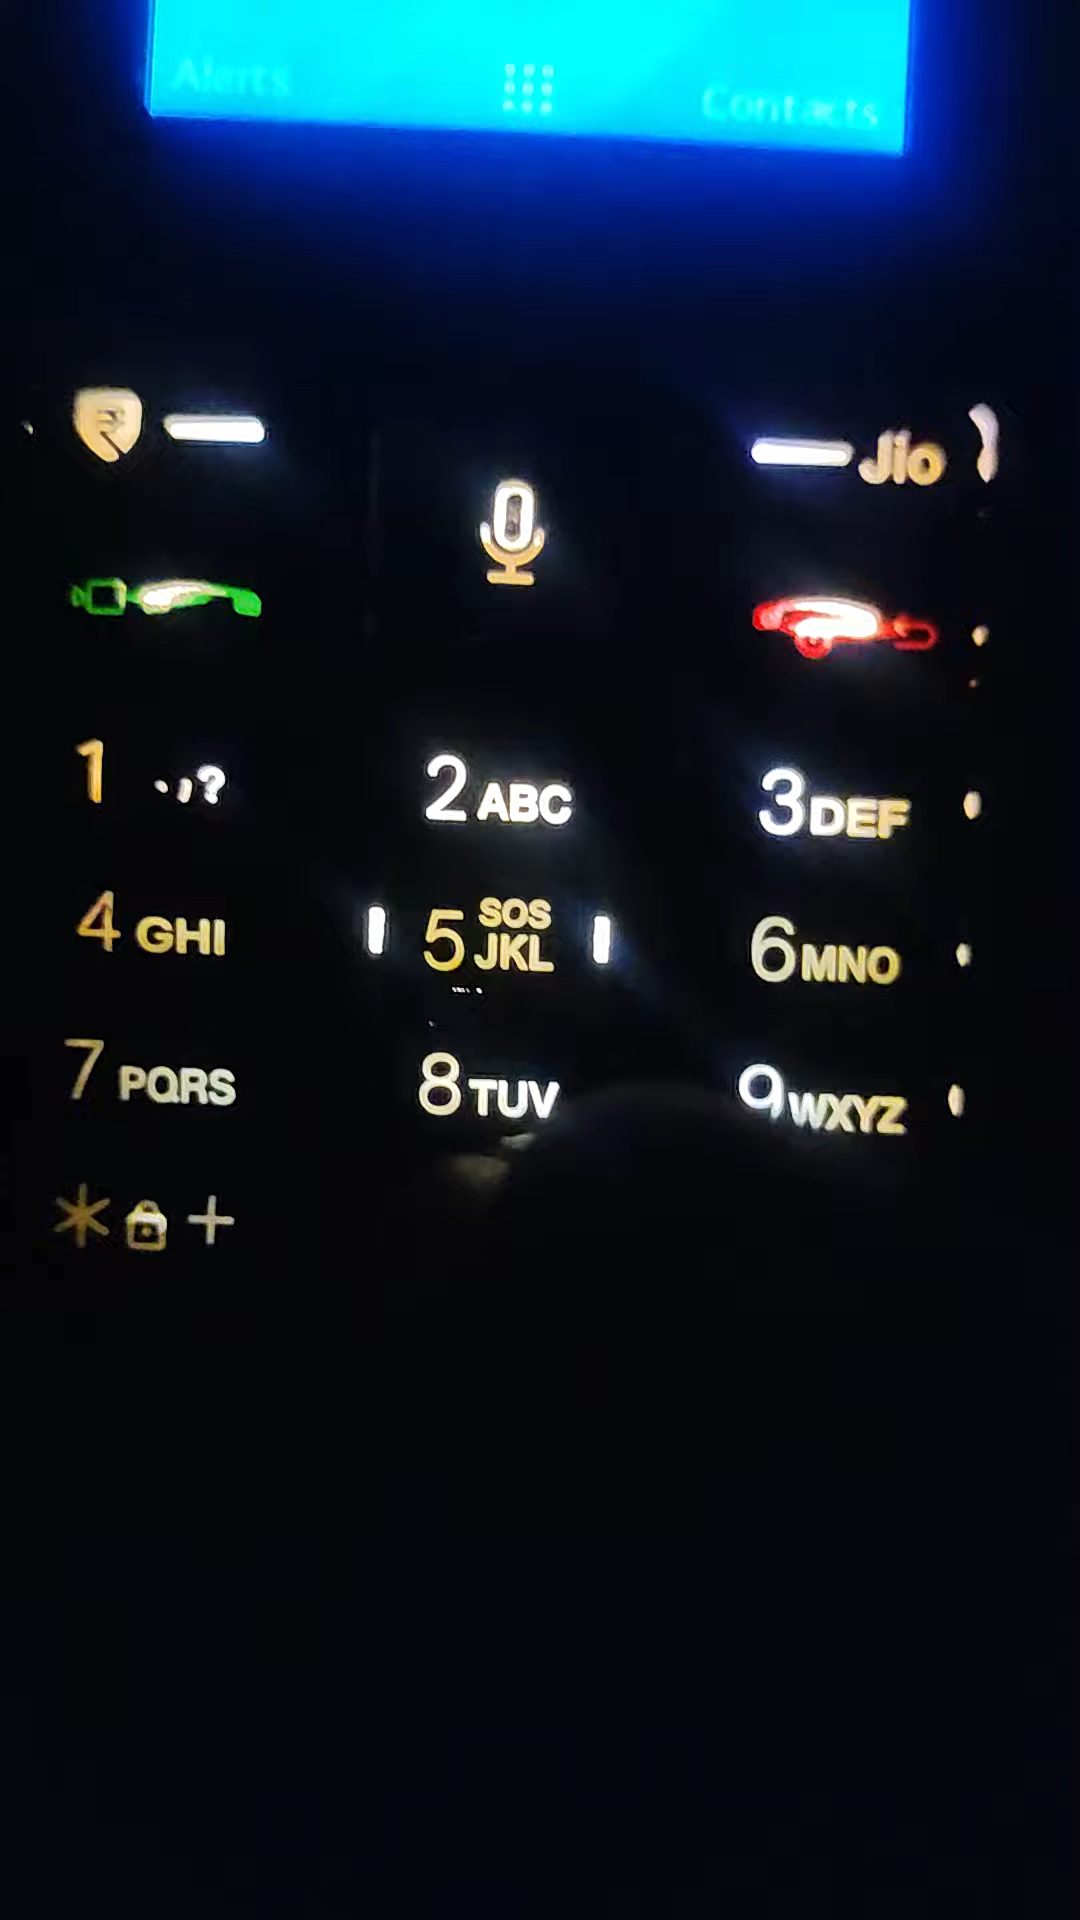 Alerts Contacts
Jio
1 .,? 2 ABC 3 DEF
4 GHI 5 SOS JKL 6 MNO
7 PQRS 8 TUV 9 WXYZ
* +